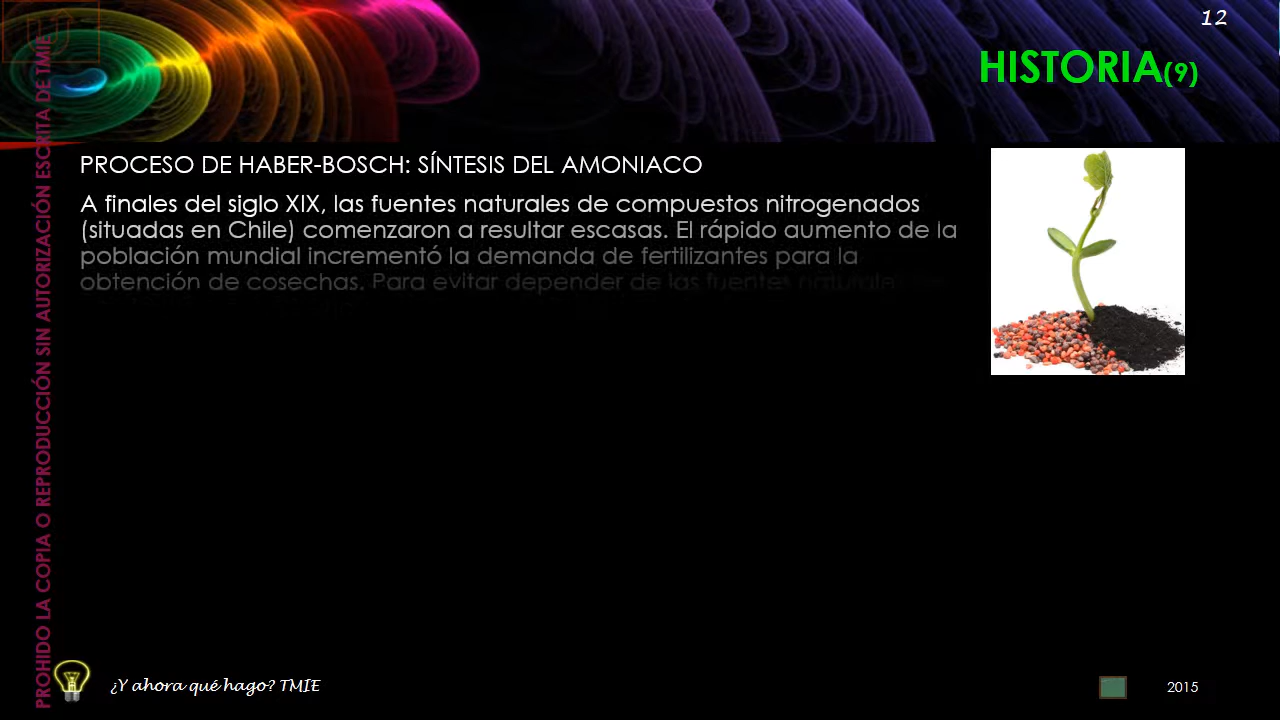 12
HISTORIA(9)
PROCESO DE HABER-BOSCH: SÍNTESIS DEL AMONIACO
A finales del siglo XIX, las fuentes naturales de compuestos nitrogenados
(situadas en Chile) comenzaron a resultar escasas. El rápido aumento de la
población mundial incrementó la demanda de fertilizantes para la
obtención de cosechas. Para evitar depender de las fuentes
PROHIDO LA COPIA O REPRODUCCIÓN SIN AUTORIZACIÓN ESCRITA DE TMIE
¿Y ahora qué hago? TMIE
2015